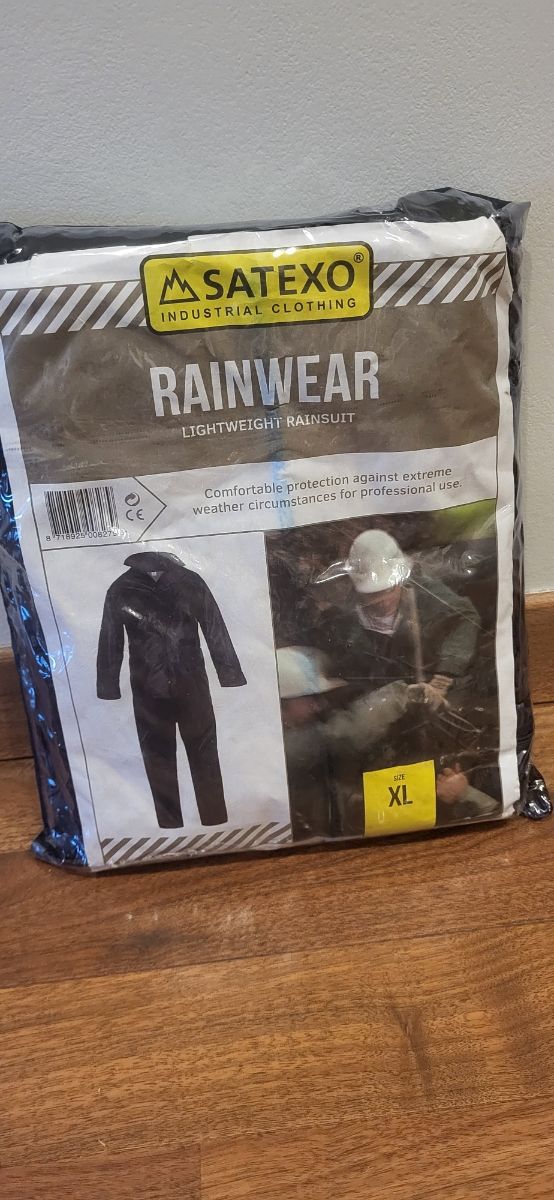 SATEXO®
INDUSTRIAL CLOTHING
RAINWEAR
LIGHTWEIGHT RAINSUIT
Comfortable protection against extreme
weather circumstances for professional use.
CE
SIZE
XL